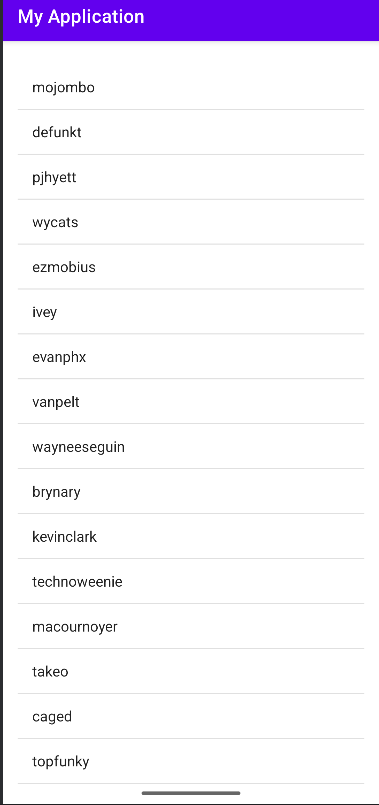 My Application
mojombo
defunkt
pjhyett
wycats
ezmobius
ivey
evanphx
vanpelt
wayneeseguin
brynary
kevinclark
technoweenie
macournoyer
takeo
caged
topfunky